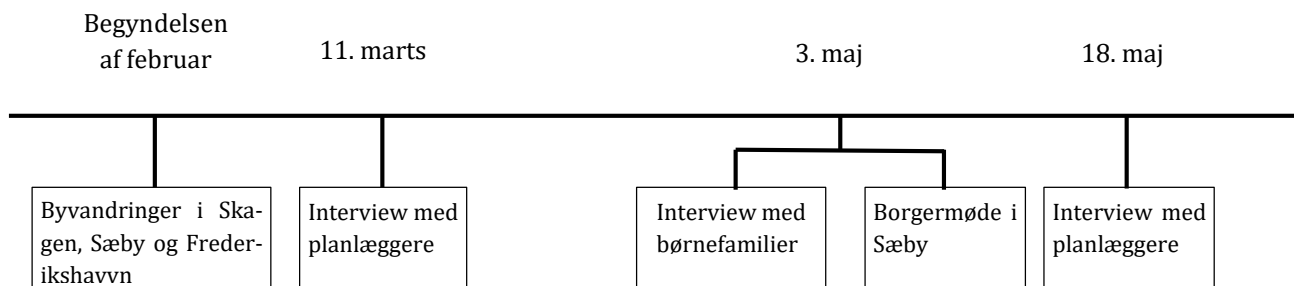 Begyndelsen
af februar
11. marts
3. maj
18. maj
Byvandringer i Ska-
gen, Sæby og Freder-
ikshavvn
Interview med
planlæggere
Interview med
børnefamilier
Borgermøde i
Sæby
Interview med
planlæggere